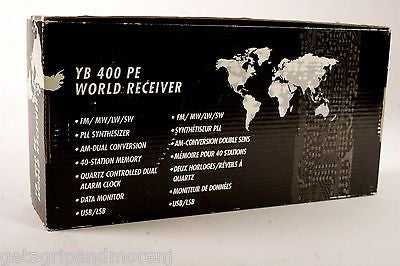 YB 400 PE
WORLD RECEIVER
• FM/ MW/LW/SW
• PLL SYNTHESIZER
• AM-DUAL CONVERSION
• 40-STATION MEMORY
• QUARTZ CONTROLLED DUAL
ALARM CLOCK
• DATA MONITOR
• USB/LSB
• FM/ MW/LW/SW
• SYNTHÉTISEUR PLL
• AM-CONVERSION DOUBLE SENS
• MÉMOIRE POUR 40 STATIONS
• DEUX HORLOGES/RÉVEILS À
QUARTZ
• MONITEUR DE DONNÉES
• USB/LSB
getagripandmorenj